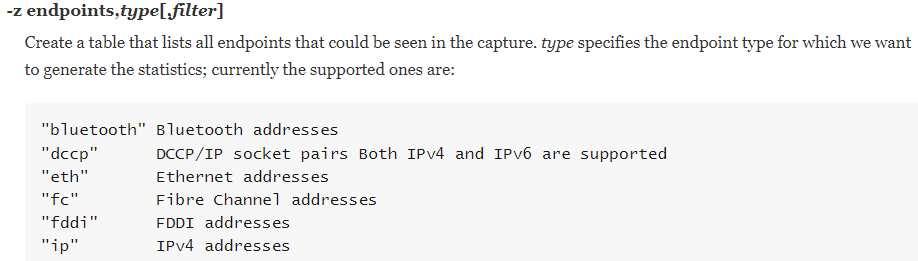 -z endpoints,type[,filter]
Create a table that lists all endpoints that could be seen in the capture. type specifies the endpoint type for which we want
to generate the statistics; currently the supported ones are:
"bluetooth" Bluetooth addresses
"dccp" DCCP/IP socket pairs Both IPv4 and IPv6 are supported
"eth" Ethernet addresses
"fc" Fibre Channel addresses
"fddi" FDDI addresses
"ip" IPv4 addresses